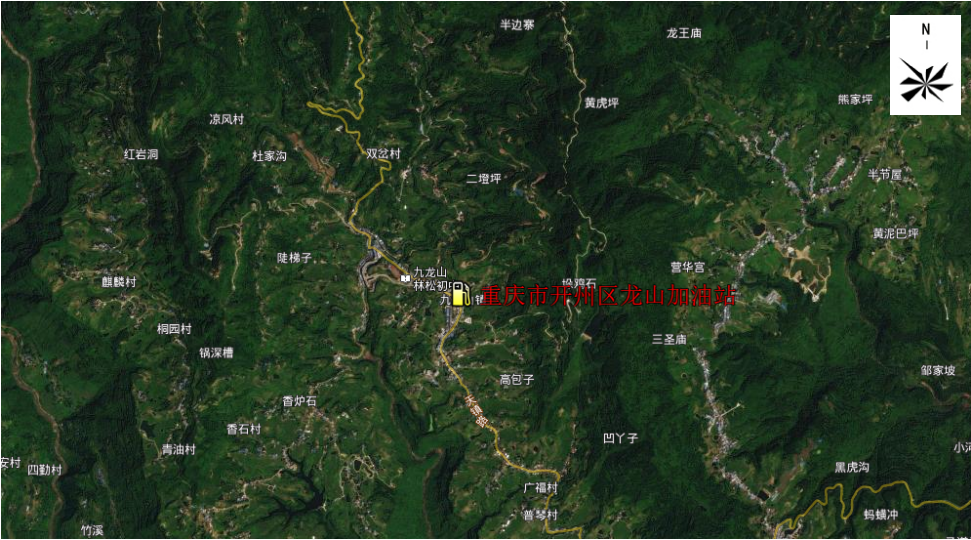 半边寨
龙王庙
N
黄虎坪
熊家坪
凉风村
红岩洞
杜家沟
双岔村
二墱坪
半节屋
黄泥巴坪
陡梯子
营华宫
九龙山
林松初中
麒麟村
重庆市开州区龙山加油站
桐园村
三圣庙
锅深槽
高包子
邹家坡
香炉石
香石村
凹丫子
青油村
安村
四勤村
黑虎沟
小河
广福村
普琴村
蚂蟥冲
竹溪